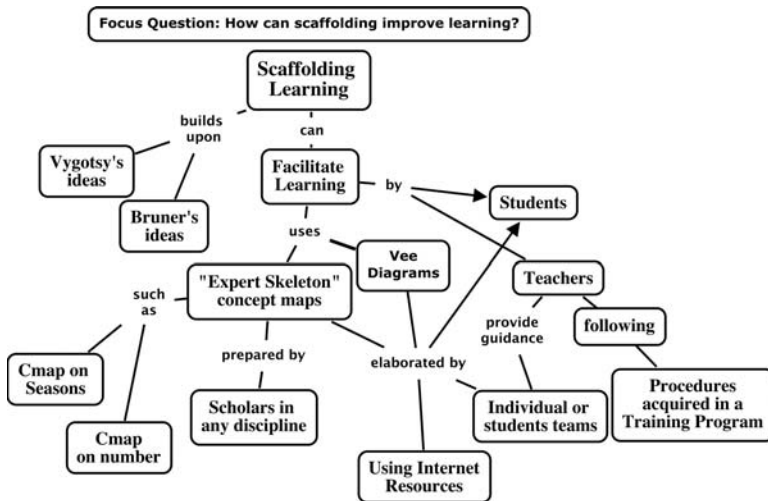 Focus Question: How can scaffolding improve learning?
Scaffolding
Learning
builds
upon
can
Vygotsy's
ideas
Bruner's
ideas
Facilitate
Learning
by
Students
uses
Vee
Diagrams
Teachers
"Expert Skeleton"
concept maps
such
as
provide
guidance
following
prepared by
elaborated by
Cmap on
Seasons
Cmap
on number
Scholars in
any discipline
Individual or
students teams
Procedures
acquired in a
Training Program
Using Internet
Resources